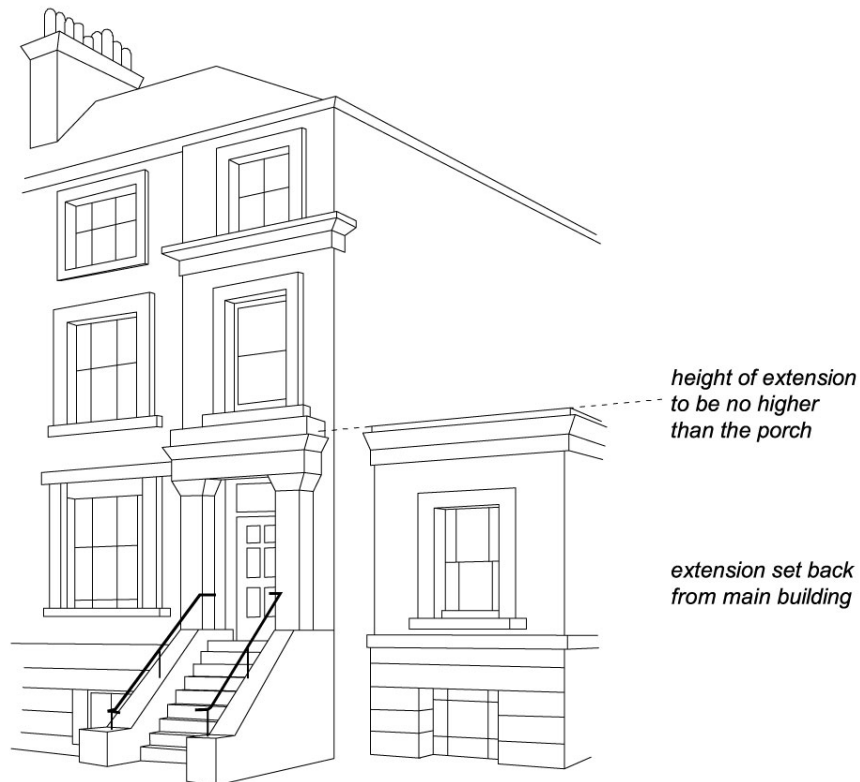 height of extension
to be no higher
than the porch
extension set back
from main building